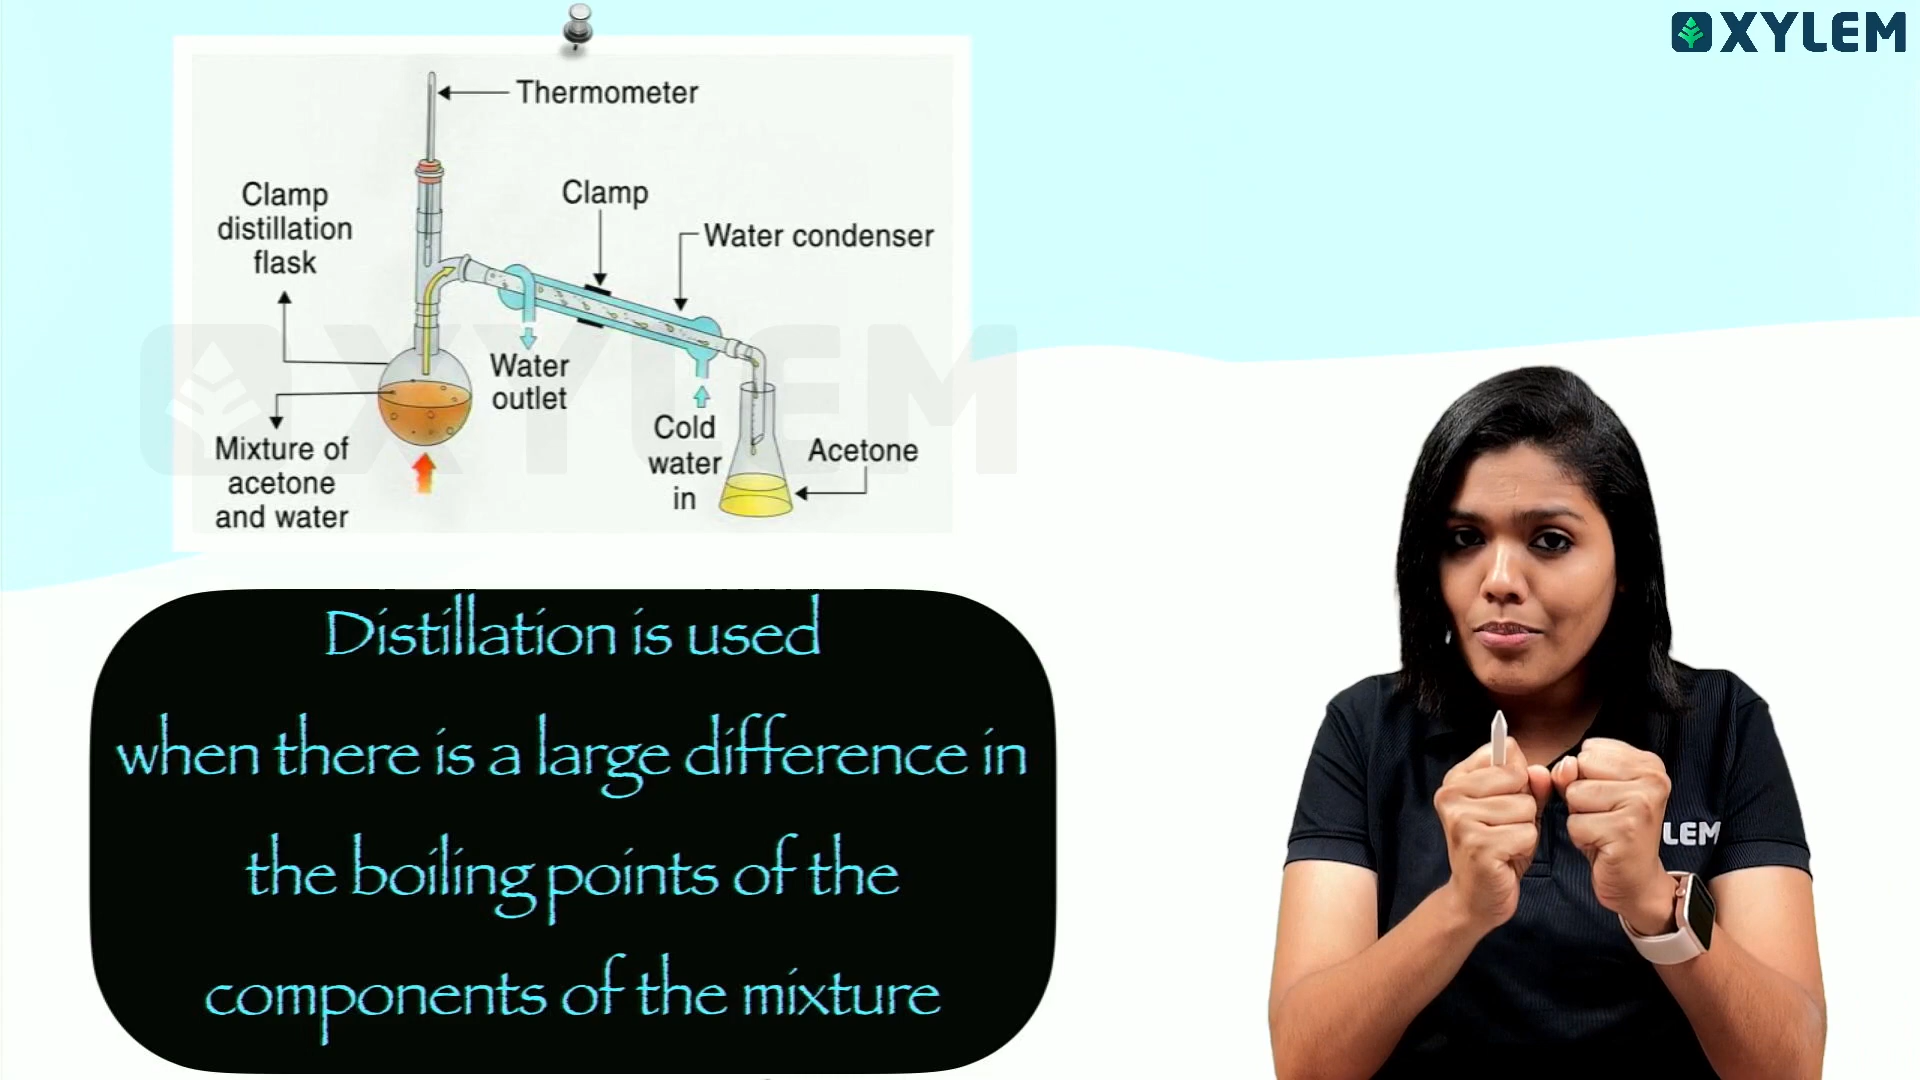 XYLEM
Thermometer
Clamp
distillation
flask
Clamp
Water condenser
Water
outlet
Cold
water
in
Acetone
Mixture of
acetone
and water
XYLEM
Distillation is used
when there is a large difference in
the boiling points of the
components of the mixture
LEM